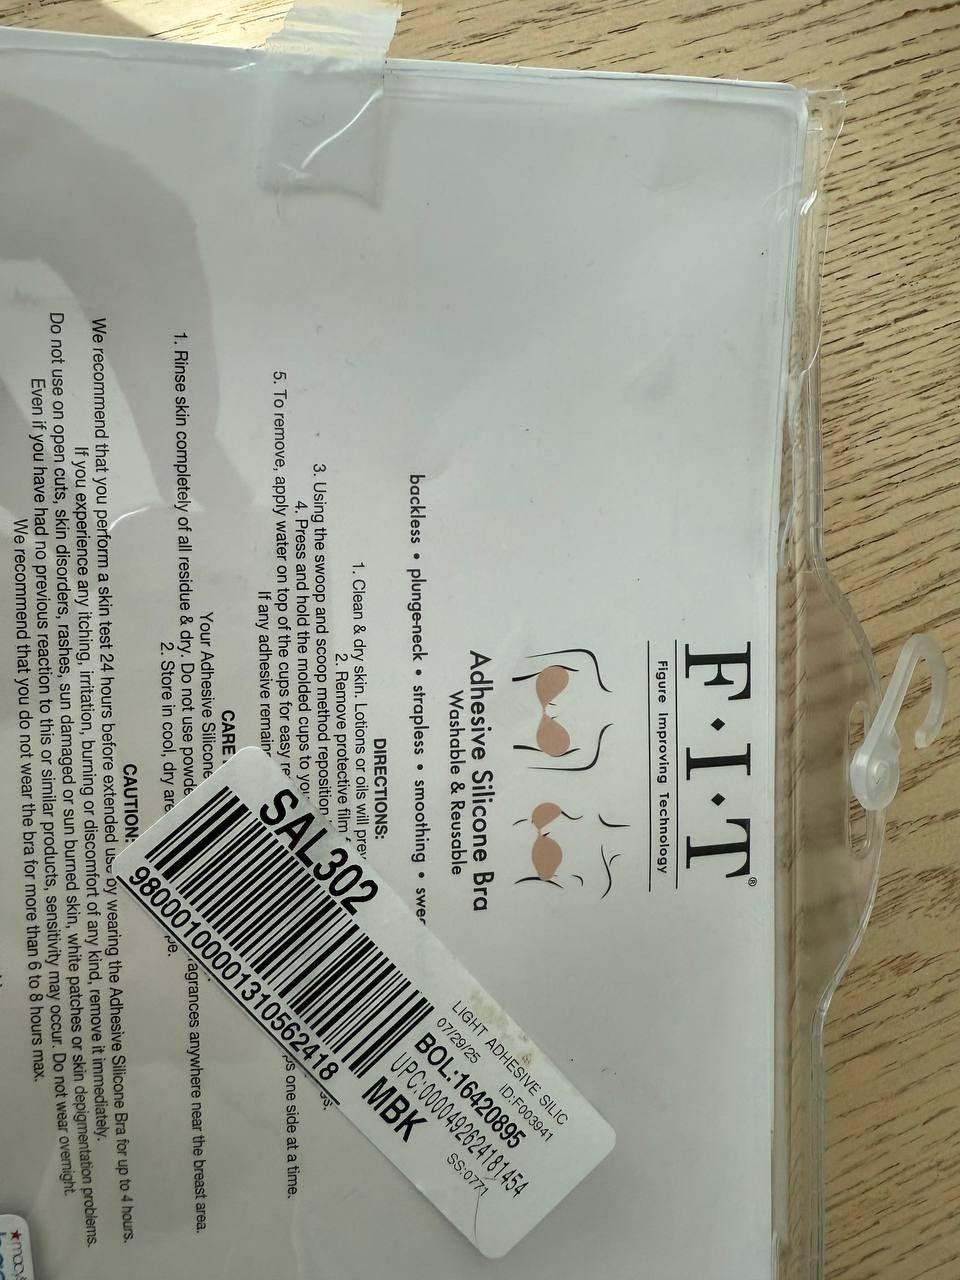 F·I·T®
Figure Improving Technology
Adhesive Silicone Bra
Washable & Reusable
backless • plunge-neck • strapless • smoothing •
DIRECTIONS:
1. Clean & dry skin. Lotions or oils will
2. Remove protective film
3. Using the swoop and scoop method reposition
4. Press and hold the molded cups to
one side at a time.
5. To remove, apply water on top of the cups for easy
If any adhesive
CARE
Your Adhesive Silicone
1. Rinse skin completely of all residue & dry. Do not use
anywhere near the breast area.
2. Store in cool, dry
CAUTION:
We recommend that you perform a skin test 24 hours before extended use by wearing the Adhesive Silicone Bra for up to 4 hours.
If you experience any itching, irritation, burning or discomfort of any kind, remove it immediately.
Do not use on open cuts, skin disorders, rashes, sun damaged or sun burned skin, white patches or skin depigmentation problems.
Even if you have had no previous reaction to this or similar products, sensitivity may occur. Do not wear overnight.
We recommend that you do not wear the bra for more than 6 to 8 hours max.
LIGHT ADHESIVE SILIC
07/29/25 ID:F003941
BOL:16420895
UPC:0000492624181454
MBK SS:0771
SAL302
98000100001310562418